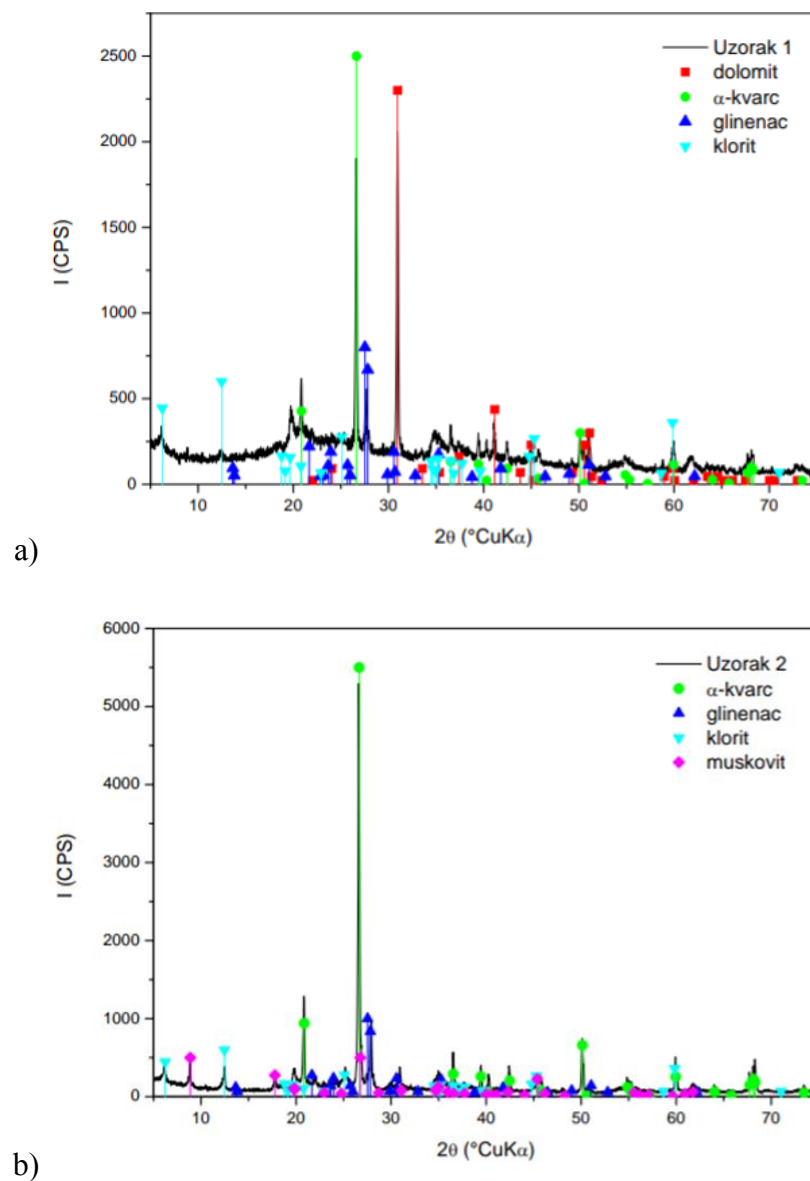 Uzorak 1
dolomit
α-kvarc
glinenac
klorit
2500
2000
1500
1000
500
0
I (CPS)
10 20 30 40 50 60 70
2θ (°CuKα)
a)
Uzorak 2
α-kvarc
glinenac
klorit
muskovit
6000
5000
4000
3000
2000
1000
0
I (CPS)
10 20 30 40 50 60 70
2θ (°CuKα)
b)